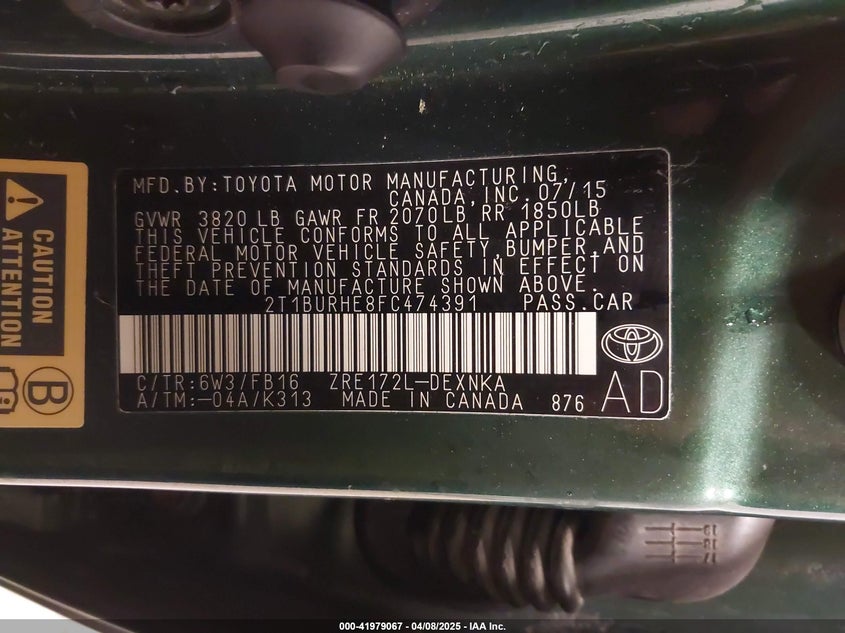 MFD.BY:TOYOTA MOTOR MANUFACTURING,
CANADA,INC. 07/15
GVWR 3820 LB GAWR FR 2070LB RR 1850LB
THIS VEHICLE CONFORMS TO ALL APPLICABLE
FEDERAL MOTOR VEHICLE SAFETY,BUMPER,AND
THEFT PREVENTION STANDARDS IN EFFECT ON
THE DATE OF MANUFACTURE SHOWN ABOVE.
2T1BURHE8FC474391 PASS.CAR
C/TR:6W3/FB16 ZRE172L-DEXNKA
A/TM:-04A/K313 MADE IN CANADA 876 AD
CAUTION
ATTENTION
B
19
18
17
000-41979067 - 04/08/2025 - IAA Inc.